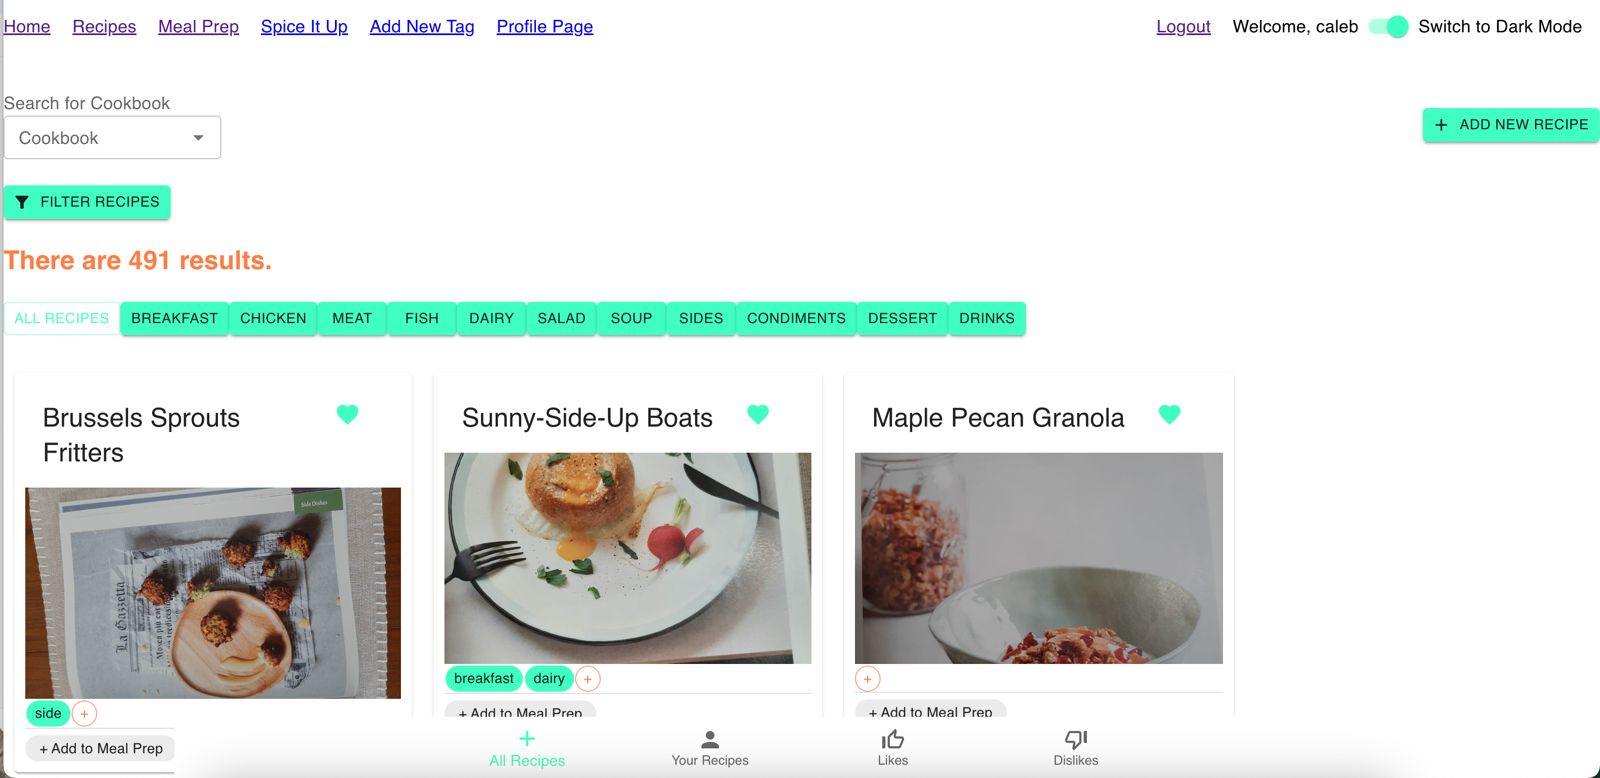 Home Recipes Meal Prep Spice It Up Add New Tag Profile Page Logout Welcome, caleb Switch to Dark Mode
Search for Cookbook
Cookbook
+ ADD NEW RECIPE
FILTER RECIPES
There are 491 results.
ALL RECIPES BREAKFAST CHICKEN MEAT FISH DAIRY SALAD SOUP SIDES CONDIMENTS DESSERT DRINKS
Brussels Sprouts
Fritters
Side Dishes
La Gazzetta
side +
+ Add to Meal Prep
Sunny-Side-Up Boats
breakfast dairy +
+ Add to Meal Prep
Maple Pecan Granola
+
+ Add to Meal Prep
All Recipes Your Recipes Likes Dislikes